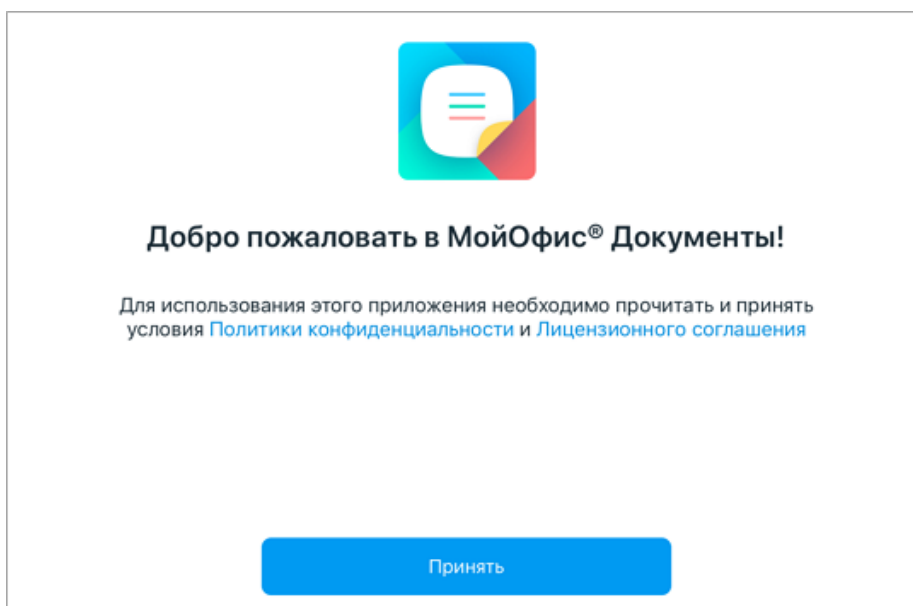 Добро пожаловать в МойОфис® Документы!
Для использования этого приложения необходимо прочитать и принять
условия Политики конфиденциальности и Лицензионного соглашения
Принять